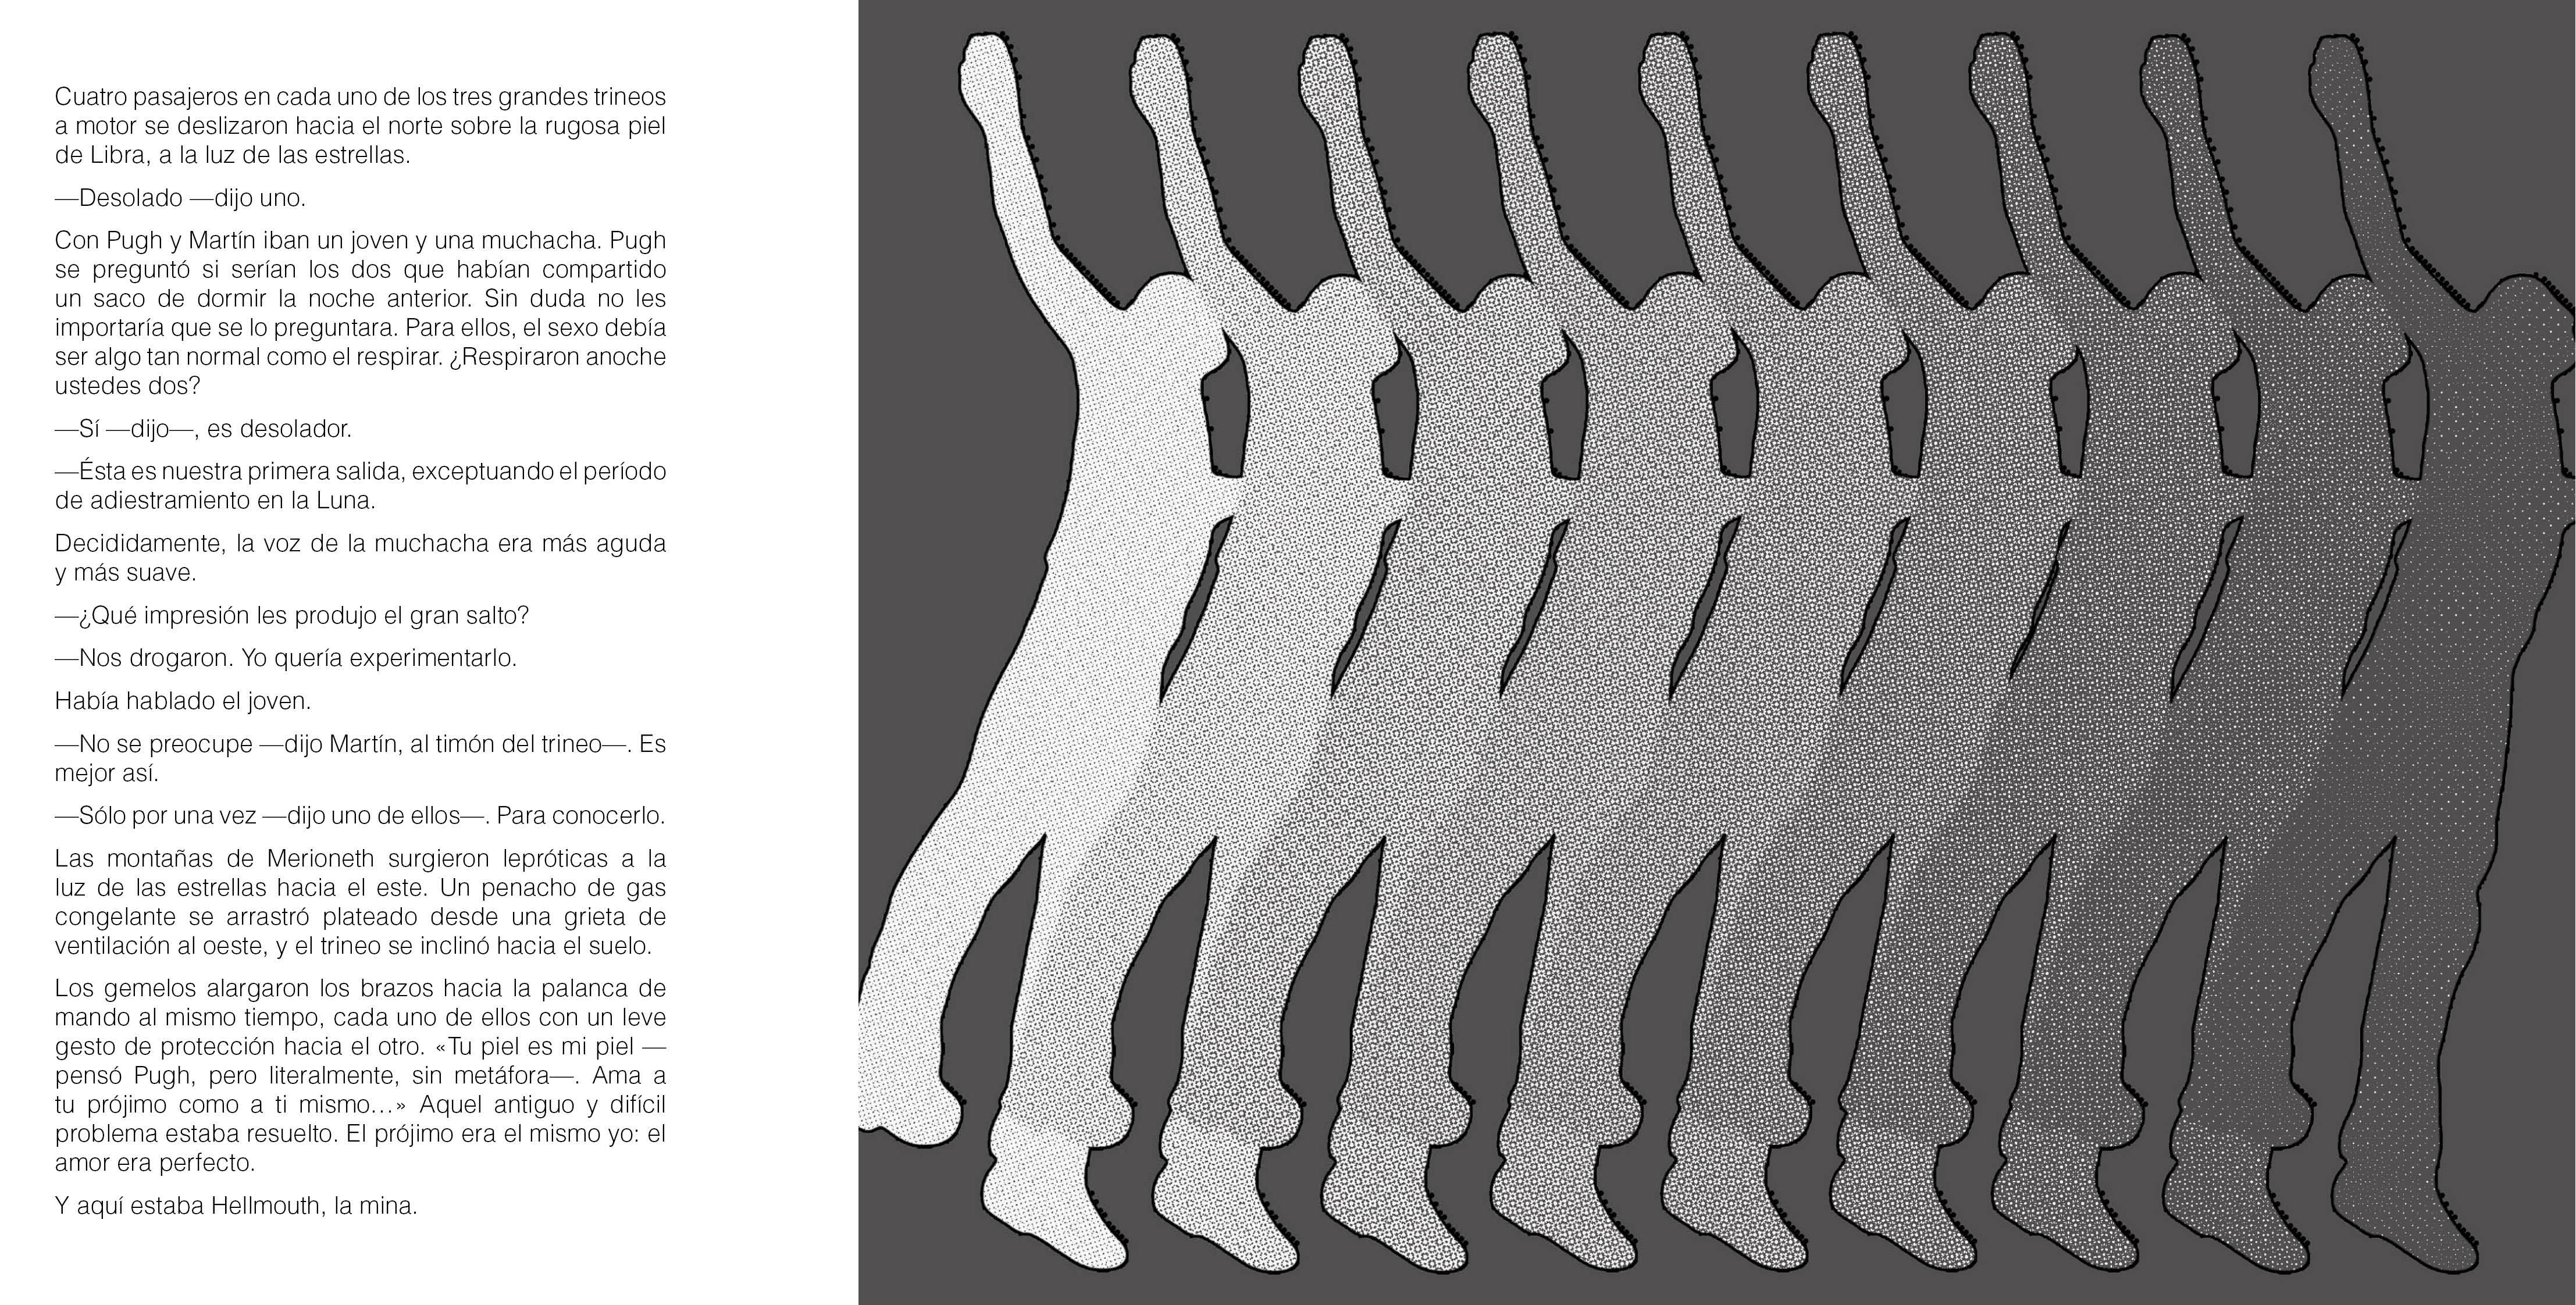 Cuatro pasajeros en cada uno de los tres grandes trineos
a motor se deslizaron hacia el norte sobre la rugosa piel
de Libra, a la luz de las estrellas.
—Desolado —dijo uno.
Con Pugh y Martín iban un joven y una muchacha. Pugh
se preguntó si serían los dos que habían compartido
un saco de dormir la noche anterior. Sin duda no les
importaría que se lo preguntara. Para ellos, el sexo debía
ser algo tan normal como el respirar. ¿Respiraron anoche
ustedes dos?
—Sí —dijo—, es desolador.
—Ésta es nuestra primera salida, exceptuando el período
de adiestramiento en la Luna.
Decididamente, la voz de la muchacha era más aguda
y más suave.
—¿Qué impresión les produjo el gran salto?
—Nos drogaron. Yo quería experimentarlo.
Había hablado el joven.
—No se preocupe —dijo Martín, al timón del trineo—. Es
mejor así.
—Sólo por una vez —dijo uno de ellos—. Para conocerlo.
Las montañas de Merioneth surgieron lepróticas a la
luz de las estrellas hacia el este. Un penacho de gas
congelante se arrastró plateado desde una grieta de
ventilación al oeste, y el trineo se inclinó hacia el suelo.
Los gemelos alargaron los brazos hacia la palanca de
mando al mismo tiempo, cada uno de ellos con un leve
gesto de protección hacia el otro. «Tu piel es mi piel —
pensó Pugh, pero literalmente, sin metáfora—. Ama a
tu prójimo como a ti mismo...» Aquel antiguo y difícil
problema estaba resuelto. El prójimo era el mismo yo: el
amor era perfecto.
Y aquí estaba Hellmouth, la mina.